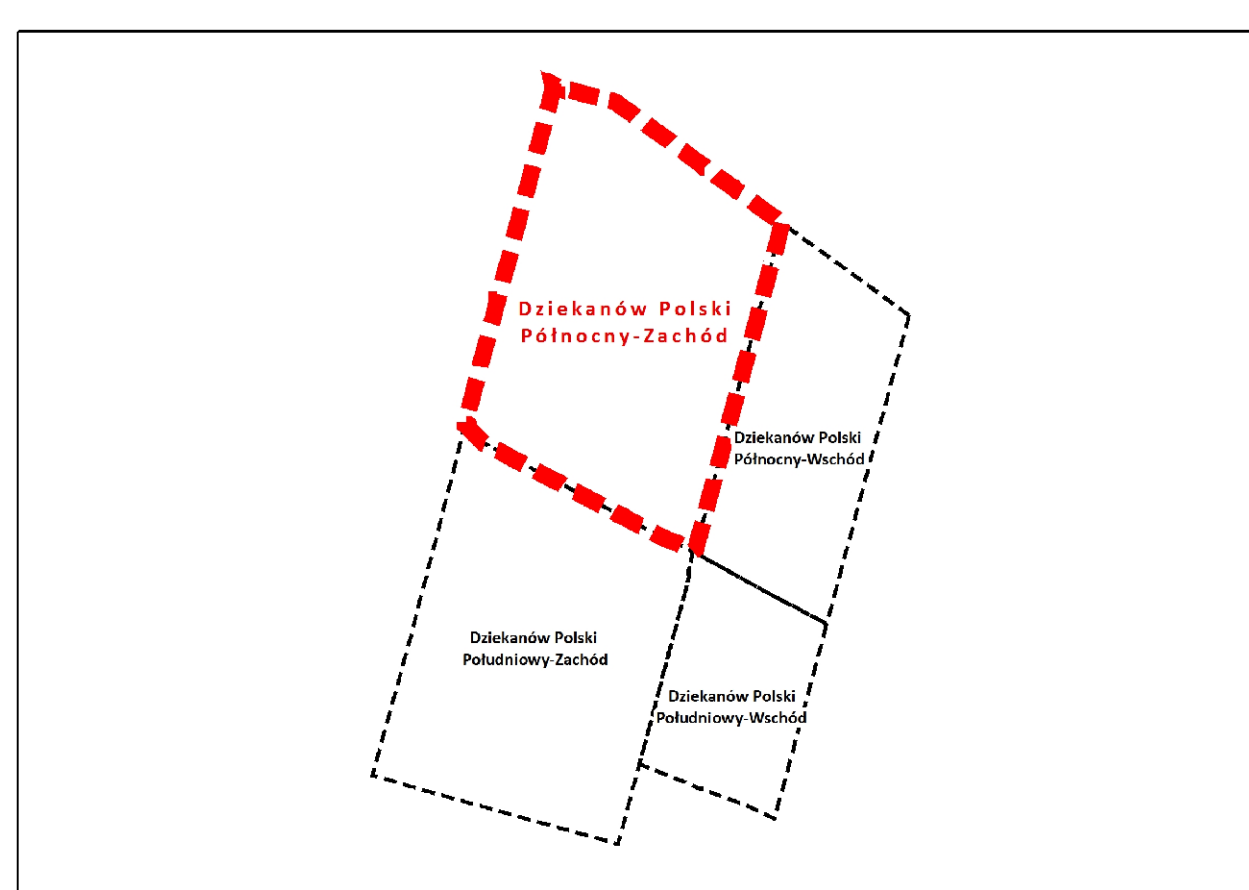 Dziekanów Polski
Północny-Zachód
Dziekanów Polski
Północny-Wschód
Dziekanów Polski
Południowy-Zachód
Dziekanów Polski
Południowy-Wschód